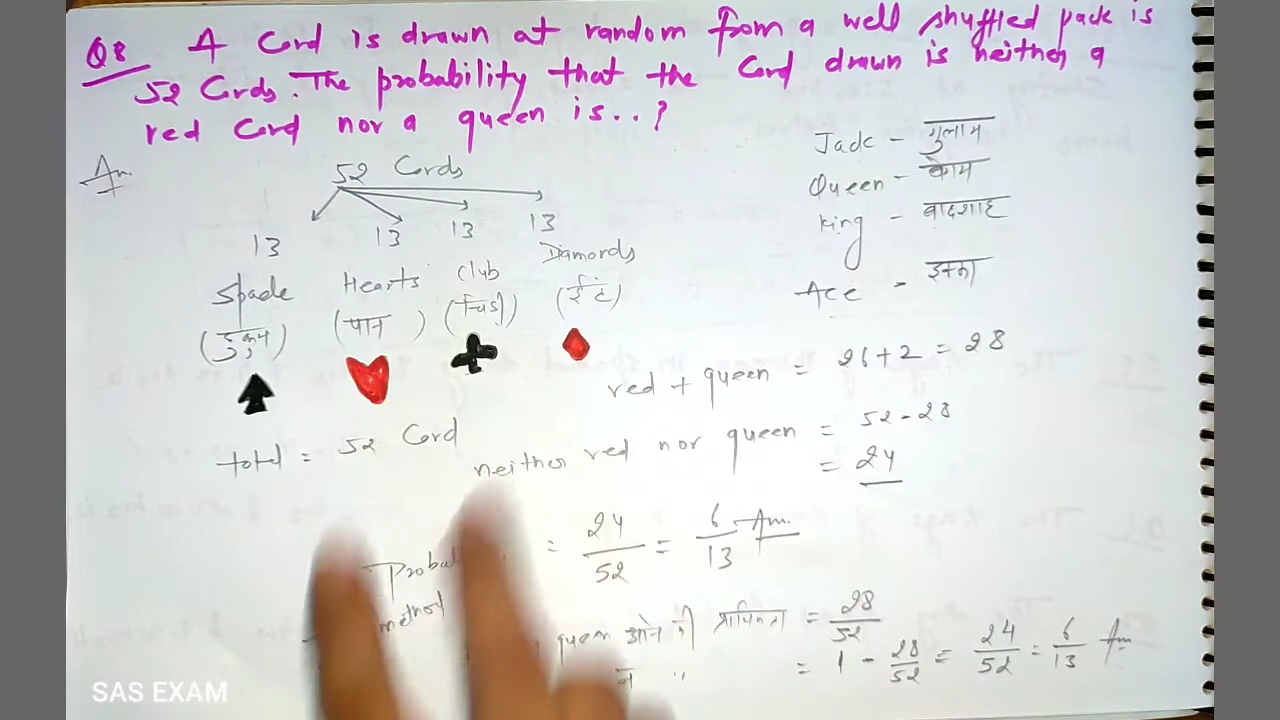 Q8 A Card is drawn at random from a well shuffled pack is
52 Cards. The probability that the Card drawn is neither a
red Card nor a queen is..?
Ans.
52 Cards
13 13 13 13
Spade Hearts Club Diamonds
(हुकुम) (पान) (ईंट)
Jack - गुलाम
Queen -
King - बादशाह
Ace - इक्का
red + queen = 26+2 = 28
total = 52 Card
neither red nor queen = 52-28
= 24
= 24/52 = 6/13 Ans.
method
queen आने की प्रायिकता = 28/52
न " = 1 - 28/52 = 24/52 = 6/13 Ans
SAS EXAM